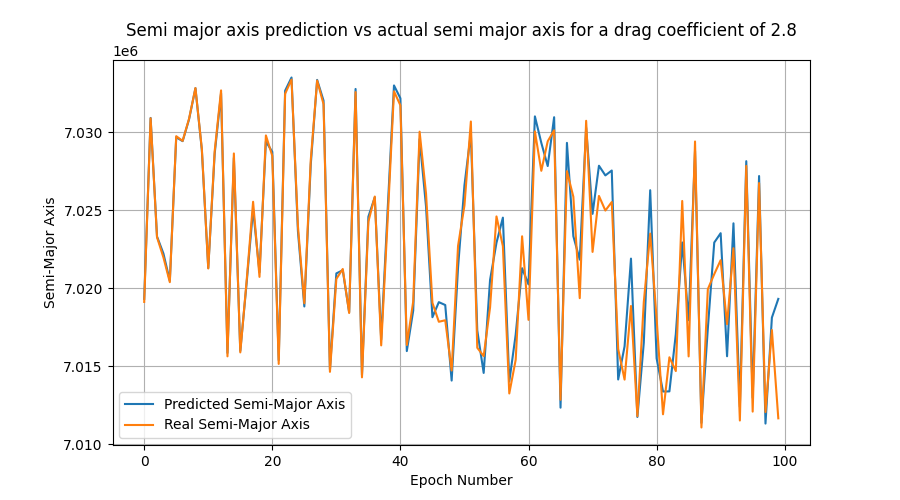 Semi major axis prediction vs actual semi major axis for a drag coefficient of 2.8
1e6
7.030
7.025
7.020
7.015
7.010
Semi-Major Axis
Predicted Semi-Major Axis
Real Semi-Major Axis
0 20 40 60 80 100
Epoch Number